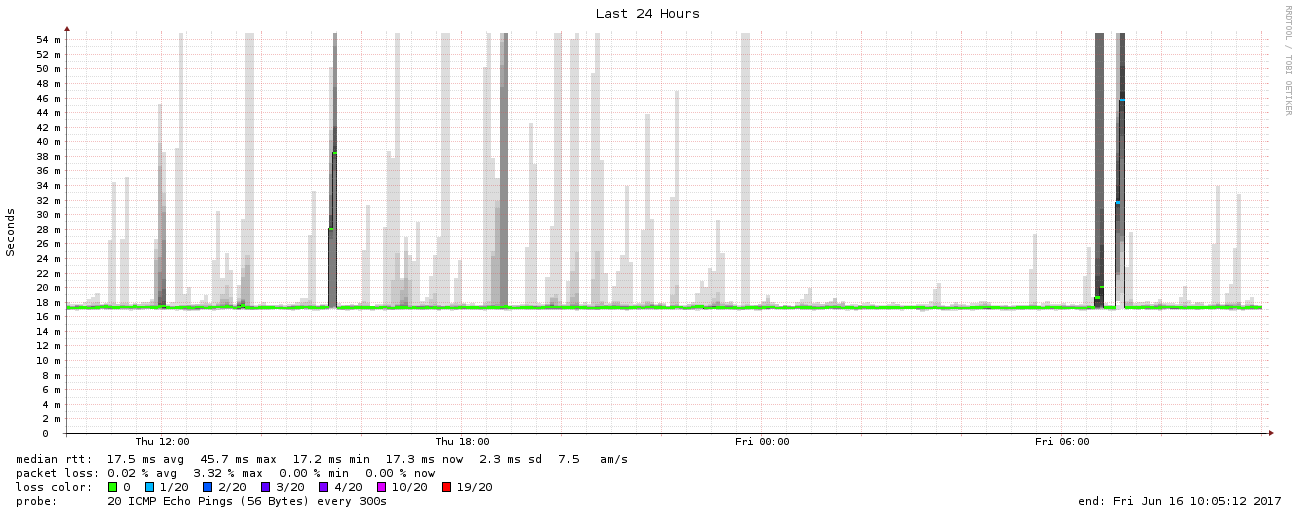 Last 24 Hours
RRDTOOL / TOBI OETIKER
Seconds
54 m
52 m
50 m
48 m
46 m
44 m
42 m
40 m
38 m
36 m
34 m
32 m
30 m
28 m
26 m
24 m
22 m
20 m
18 m
16 m
14 m
12 m
10 m
8 m
6 m
4 m
2 m
0
Thu 12:00 Thu 18:00 Fri 00:00 Fri 06:00
median rtt: 17.5 ms avg 45.7 ms max 17.2 ms min 17.3 ms now 2.3 ms sd 7.5 am/s
packet loss: 0.02 % avg 3.32 % max 0.00 % min 0.00 % now
loss color: 0 1/20 2/20 3/20 4/20 10/20 19/20
probe: 20 ICMP Echo Pings (56 Bytes) every 300s end: Fri Jun 16 10:05:12 2017